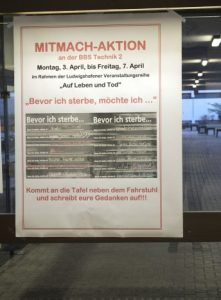 MITMACH-AKTION
an der BBS Technik 2
Montag, 3. April, bis Freitag, 7. April
im Rahmen der Ludwigshafener Veranstaltungsreihe
"Auf Leben und Tod"
„Bevor ich sterbe, möchte ich ..."
Bevor ich sterbe... Bevor ich sterbe...
Kommt an die Tafel neben dem Fahrstuhl
und schreibt eure Gedanken auf!!!